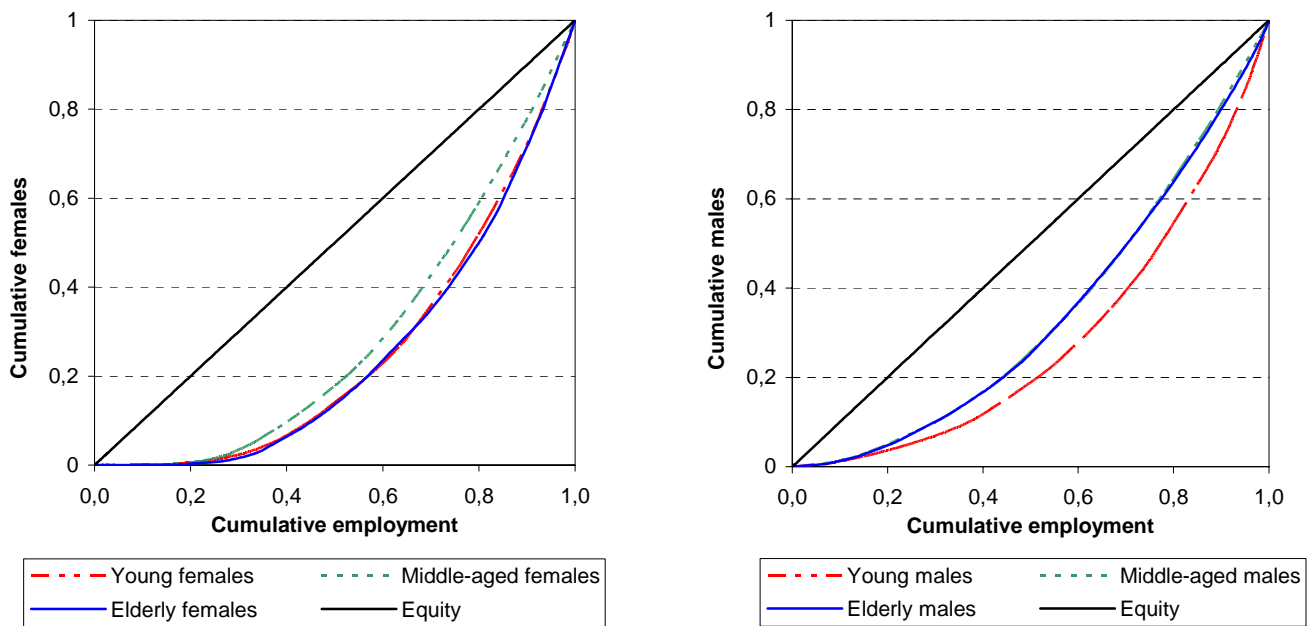 1
0,8
0,6
0,4
0,2
0
Cumulative females
0,0 0,2 0,4 0,6 0,8 1,0
Cumulative employment
Young females Middle-aged females
Elderly females Equity
1
0,8
0,6
0,4
0,2
0
Cumulative males
0,0 0,2 0,4 0,6 0,8 1,0
Cumulative employment
Young males Middle-aged males
Elderly males Equity